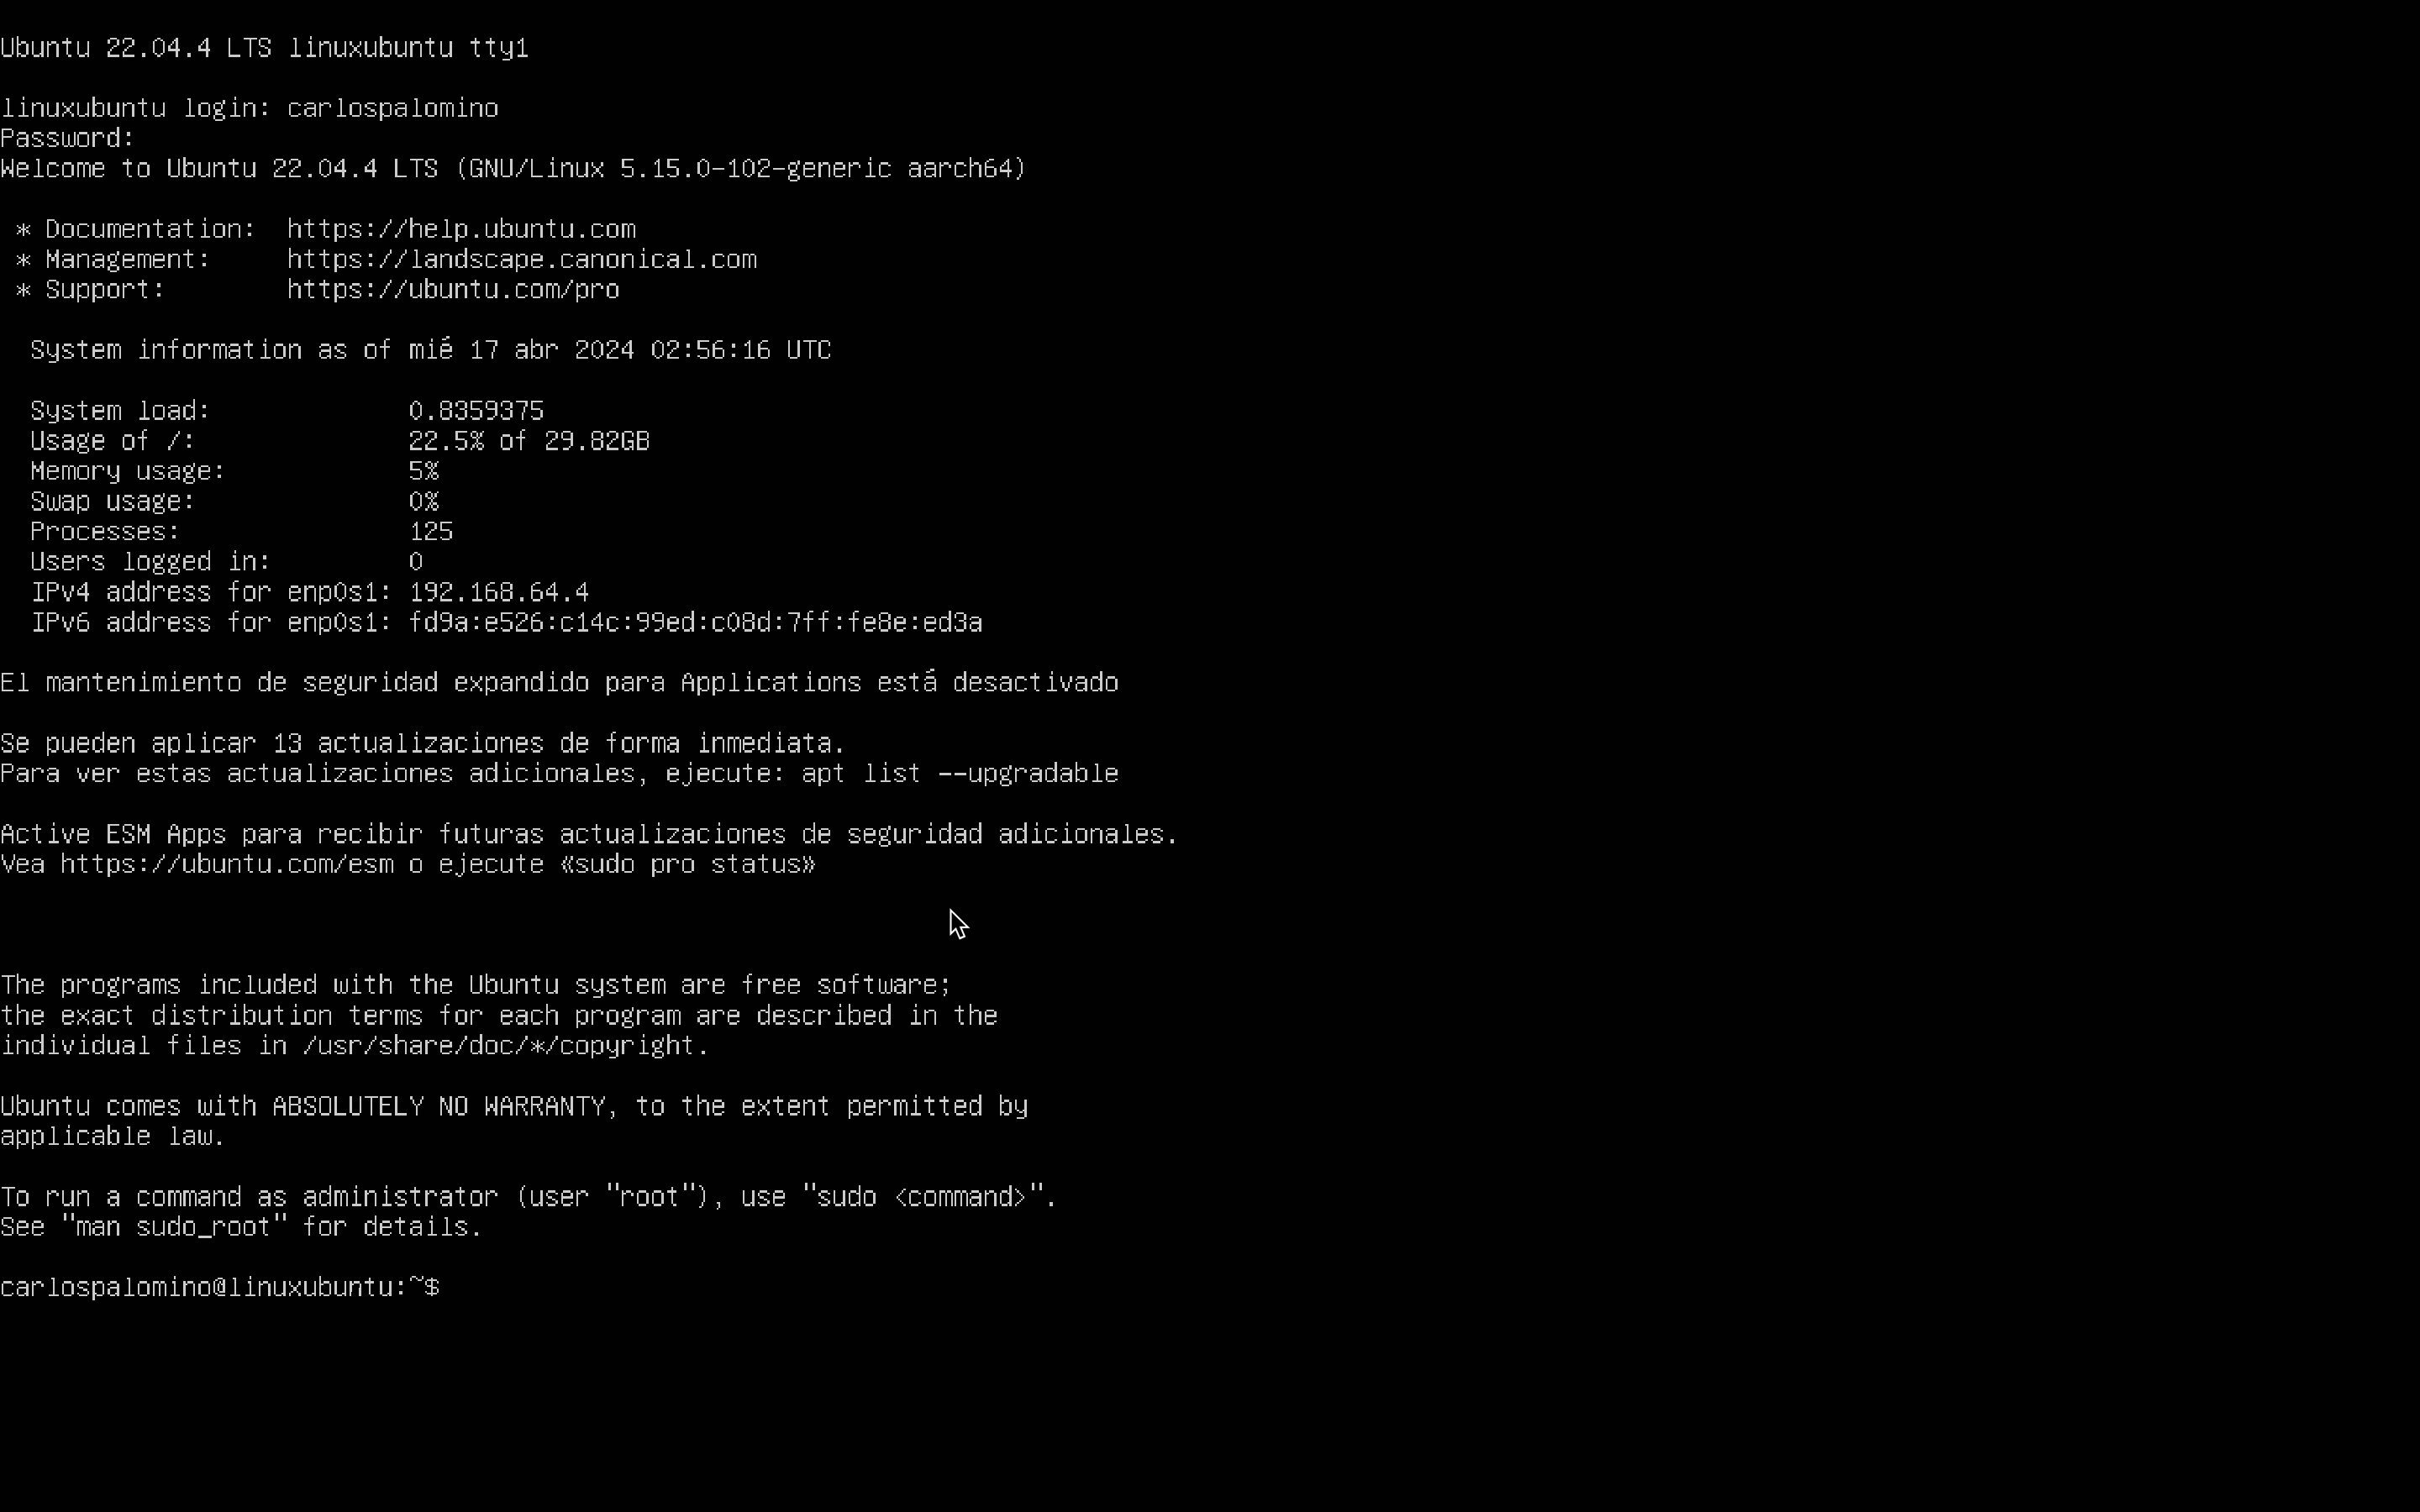 Ubuntu 22.04.4 LTS linuxubuntu tty1
linuxubuntu login: carlospalomino
Password:
Welcome to Ubuntu 22.04.4 LTS (GNU/Linux 5.15.0-102-generic aarch64)
* Documentation:  https://help.ubuntu.com
* Management:     https://landscape.canonical.com
* Support:        https://ubuntu.com/pro
System information as of mié 17 abr 2024 02:56:16 UTC
System load:             0.8359375
Usage of /:              22.5% of 29.82GB
Memory usage:            5%
Swap usage:              0%
Processes:               125
Users logged in:         0
IPv4 address for enp0s1: 192.168.64.4
IPv6 address for enp0s1: fd9a:e526:c14c:99ed:c08d:7ff:fe8e:ed3a
El mantenimiento de seguridad expandido para Applications está desactivado
Se pueden aplicar 13 actualizaciones de forma inmediata.
Para ver estas actualizaciones adicionales, ejecute: apt list --upgradable
Active ESM Apps para recibir futuras actualizaciones de seguridad adicionales.
Vea https://ubuntu.com/esm o ejecute «sudo pro status»
The programs included with the Ubuntu system are free software;
the exact distribution terms for each program are described in the
individual files in /usr/share/doc/*/copyright.
Ubuntu comes with ABSOLUTELY NO WARRANTY, to the extent permitted by
applicable law.
To run a command as administrator (user "root"), use "sudo <command>".
See "man sudo_root" for details.
carlospalomino@linuxubuntu:~$